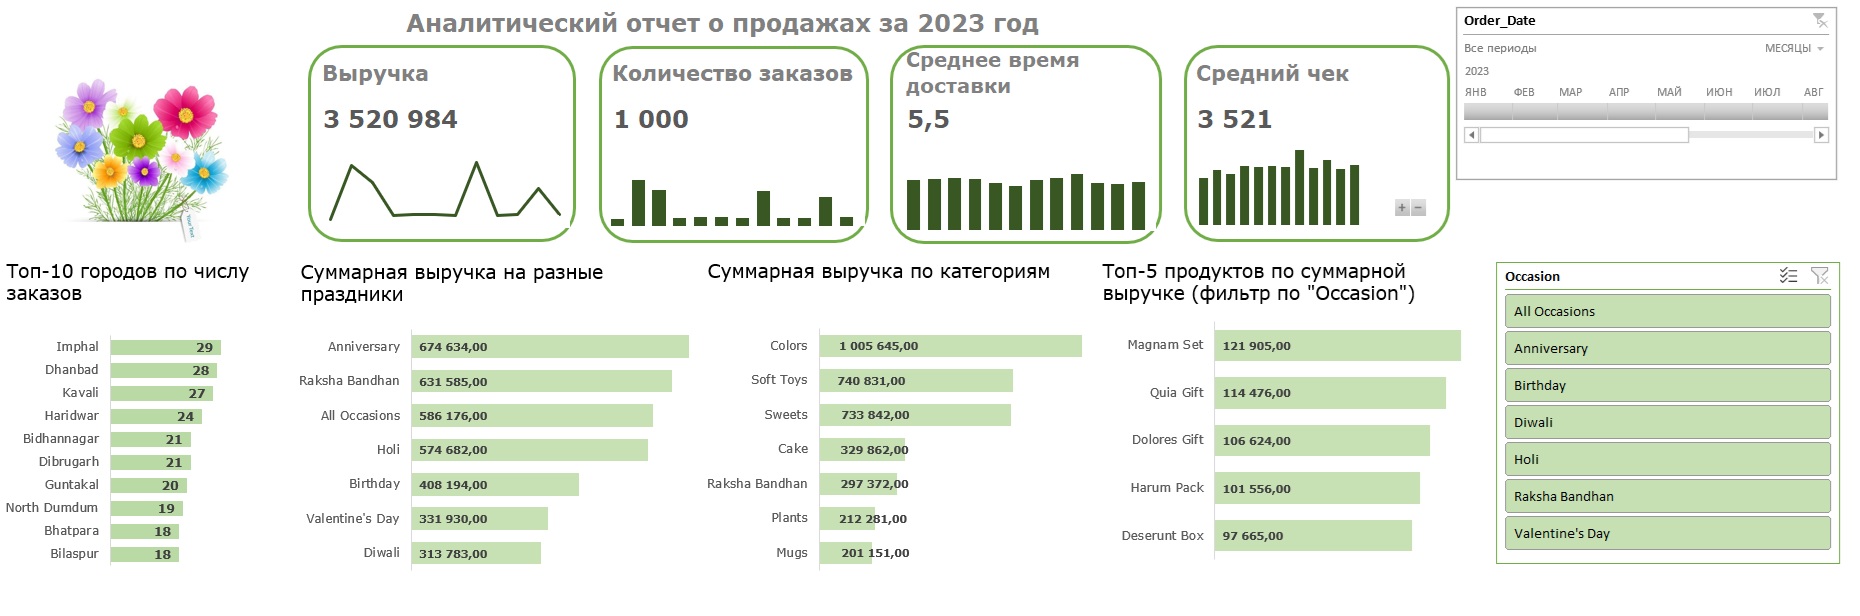 Аналитический отчет о продажах за 2023 год
Выручка
3 520 984
Количество заказов
1 000
Среднее время
доставки
5,5
Средний чек
3 521
+ −
Order_Date
Все периоды
МЕСЯЦЫ
2023
ЯНВ ФЕВ МАР АПР МАЙ ИЮН ИЮЛ АВГ
Your Text
Топ-10 городов по числу
заказов
Imphal 29
Dhanbad 28
Kavali 27
Haridwar 24
Bidhannagar 21
Dibrugarh 21
Guntakal 20
North Dumdum 19
Bhatpara 18
Bilaspur 18
Суммарная выручка на разные
праздники
Anniversary 674 634,00
Raksha Bandhan 631 585,00
All Occasions 586 176,00
Holi 574 682,00
Birthday 408 194,00
Valentine's Day 331 930,00
Diwali 313 783,00
Суммарная выручка по категориям
Colors 1 005 645,00
Soft Toys 740 831,00
Sweets 733 842,00
Cake 329 862,00
Raksha Bandhan 297 372,00
Plants 212 281,00
Mugs 201 151,00
Топ-5 продуктов по суммарной
выручке (фильтр по "Occasion")
Magnam Set 121 905,00
Quia Gift 114 476,00
Dolores Gift 106 624,00
Harum Pack 101 556,00
Deserunt Box 97 665,00
Occasion
All Occasions
Anniversary
Birthday
Diwali
Holi
Raksha Bandhan
Valentine's Day